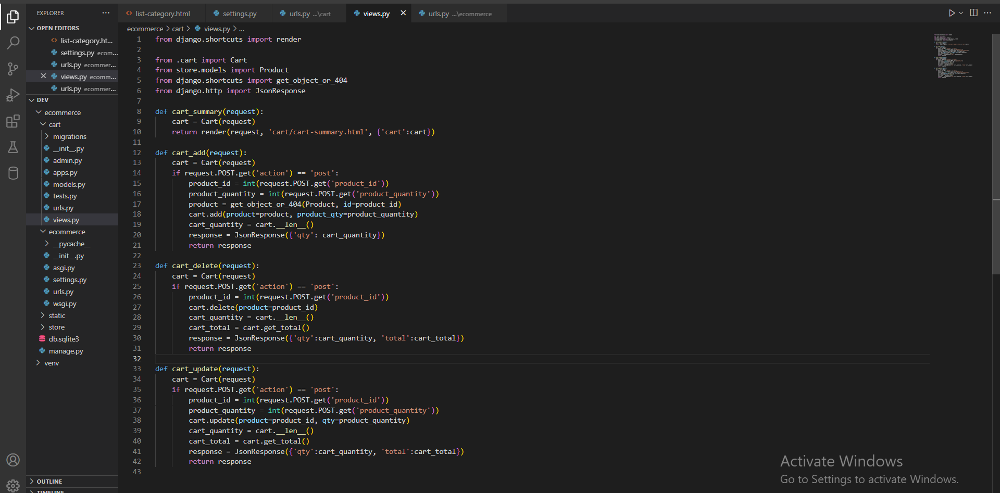 EXPLORER ...
OPEN EDITORS
list-category.ht...
settings.py ecom...
urls.py ecommer...
views.py ecomm...
urls.py ecommer...
DEV
ecommerce
cart
migrations
__init__.py
admin.py
apps.py
models.py
tests.py
urls.py
views.py
ecommerce
__pycache__
__init__.py
asgi.py
settings.py
urls.py
wsgi.py
static
store
db.sqlite3
manage.py
venv
OUTLINE
TIMELINE
list-category.html
settings.py
urls.py ...\cart
views.py
urls.py ...\ecommerce
ecommerce > cart > views.py > ...
1 from django.shortcuts import render
2
3 from .cart import Cart
4 from store.models import Product
5 from django.shortcuts import get_object_or_404
6 from django.http import JsonResponse
7
8 def cart_summary(request):
9     cart = Cart(request)
10     return render(request, 'cart/cart-summary.html', {'cart':cart})
11
12 def cart_add(request):
13     cart = Cart(request)
14     if request.POST.get('action') == 'post':
15         product_id = int(request.POST.get('product_id'))
16         product_quantity = int(request.POST.get('product_quantity'))
17         product = get_object_or_404(Product, id=product_id)
18         cart.add(product=product, product_qty=product_quantity)
19         cart_quantity = cart.__len__()
20         response = JsonResponse({'qty': cart_quantity})
21         return response
22
23 def cart_delete(request):
24     cart = Cart(request)
25     if request.POST.get('action') == 'post':
26         product_id = int(request.POST.get('product_id'))
27         cart.delete(product=product_id)
28         cart_quantity = cart.__len__()
29         cart_total = cart.get_total()
30         response = JsonResponse({'qty':cart_quantity, 'total':cart_total})
31         return response
32
33 def cart_update(request):
34     cart = Cart(request)
35     if request.POST.get('action') == 'post':
36         product_id = int(request.POST.get('product_id'))
37         product_quantity = int(request.POST.get('product_quantity'))
38         cart.update(product=product_id, qty=product_quantity)
39         cart_quantity = cart.__len__()
40         cart_total = cart.get_total()
41         response = JsonResponse({'qty':cart_quantity, 'total':cart_total})
42         return response
43
Activate Windows
Go to Settings to activate Windows.